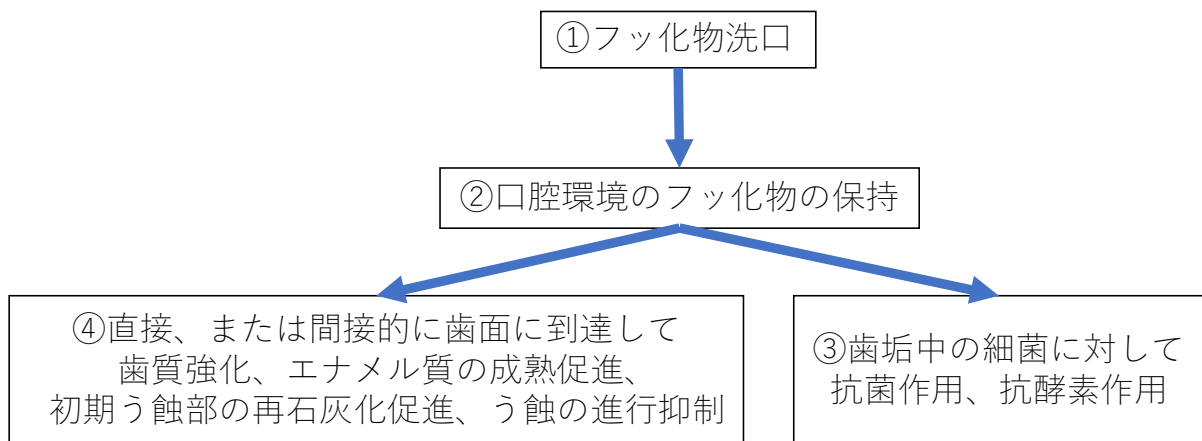 ①フッ化物洗口
②口腔環境のフッ化物の保持
④直接、または間接的に歯面に到達して
歯質強化、エナメル質の成熟促進、
初期う蝕部の再石灰化促進、う蝕の進行抑制
③歯垢中の細菌に対して
抗菌作用、抗酵素作用